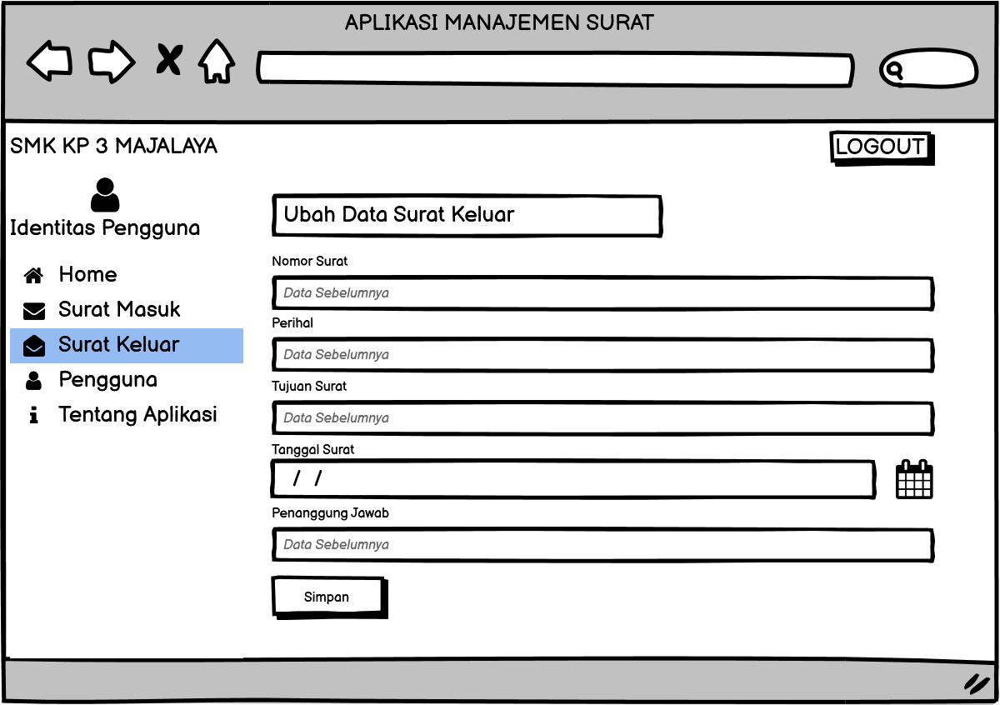 APLIKASI MANAJEMEN SURAT
SMK KP 3 MAJALAYA
LOGOUT
Identitas Pengguna
Home
Surat Masuk
Surat Keluar
Pengguna
Tentang Aplikasi
Ubah Data Surat Keluar
Nomor Surat
Data Sebelumnya
Perihal
Data Sebelumnya
Tujuan Surat
Data Sebelumnya
Tanggal Surat
/ /
Penanggung Jawab
Data Sebelumnya
Simpan